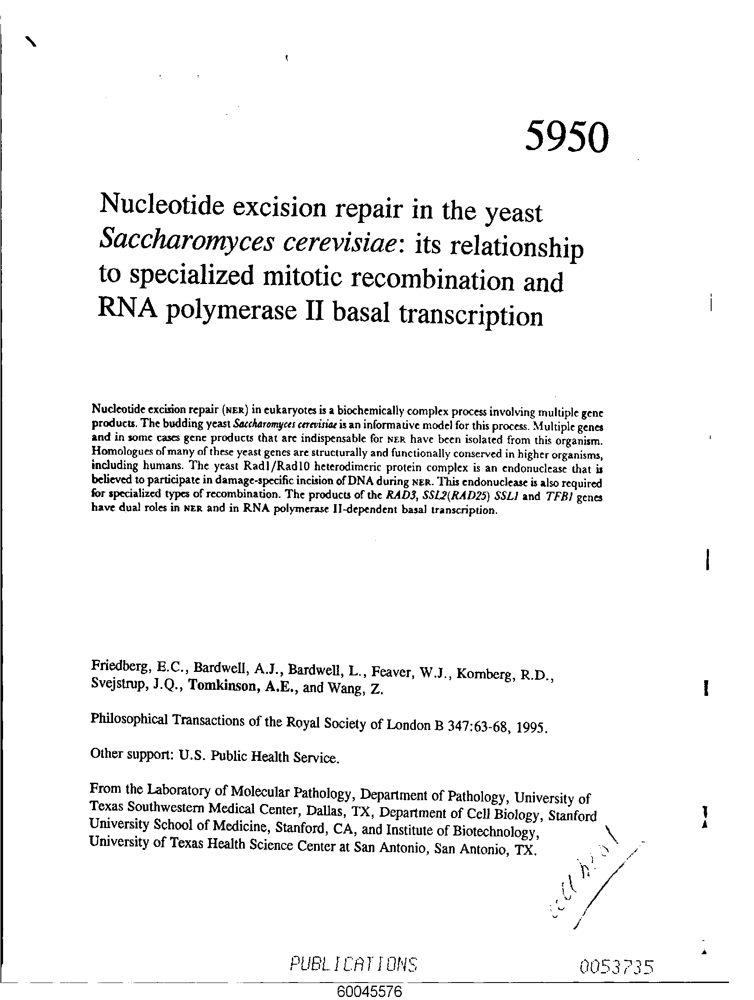 5950
Nucleotide excision repair in the yeast
Saccharomyces cerevisiae: its relationship
to specialized mitotic recombination and
RNA polymerase II basal transcription
Nucleotide excision repair (NER) in eukaryotes is a biochemically complex process involving multiple gene
products. The budding yeast Saccharomyces cerevisiae is an informative model for this process. Multiple genes
and in some cases gene products that are indispensable for NER have been isolated from this organism.
Homologues of many of these yeast genes are structurally and functionally conserved in higher organisms,
including humans. The yeast Rad1/Rad10 heterodimeric protein complex is an endonuclease that is
believed to participate in damage-specific incision of DNA during NER. This endonuclease is also required
for specialized types of recombination. The products of the RAD3, SSL2(RAD25) SSL1 and TFB1 genes
have dual roles in NER and in RNA polymerase II-dependent basal transcription.
Friedberg, E.C., Bardwell, A.J., Bardwell, L., Feaver, W.J., Kornberg, R.D.,
Svejstrup, J.Q., Tomkinson, A.E., and Wang, Z.
Philosophical Transactions of the Royal Society of London B 347:63-68, 1995.
Other support: U.S. Public Health Service.
From the Laboratory of Molecular Pathology, Department of Pathology, University of
Texas Southwestern Medical Center, Dallas, TX, Department of Cell Biology, Stanford
University School of Medicine, Stanford, CA, and Institute of Biotechnology,
University of Texas Health Science Center at San Antonio, San Antonio, TX.
PUBLICATIONS
0053735
60045576